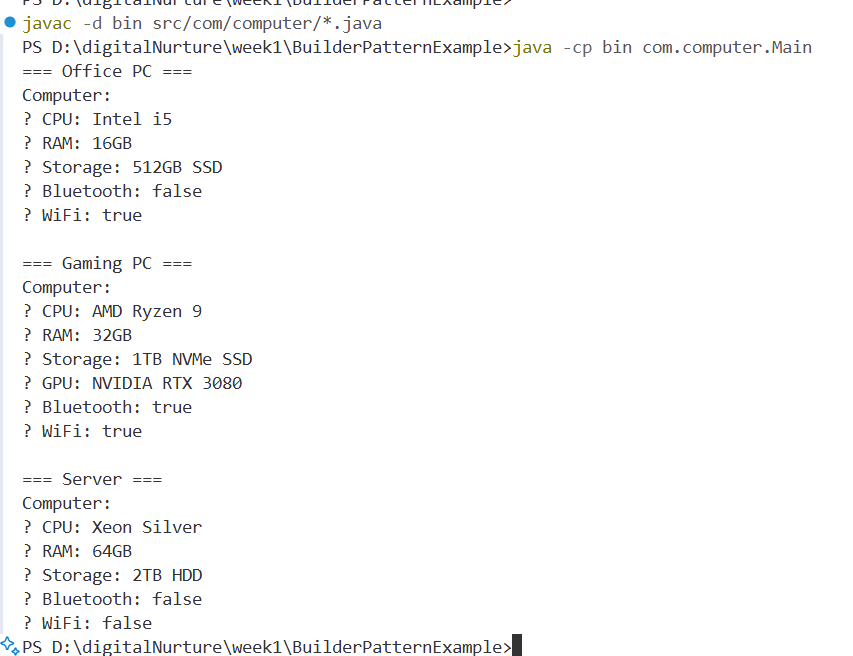 PS D:\digitalNurture\week1\BuilderPatternExample>
javac -d bin src/com/computer/*.java
PS D:\digitalNurture\week1\BuilderPatternExample>java -cp bin com.computer.Main
=== Office PC ===
Computer:
? CPU: Intel i5
? RAM: 16GB
? Storage: 512GB SSD
? Bluetooth: false
? WiFi: true

=== Gaming PC ===
Computer:
? CPU: AMD Ryzen 9
? RAM: 32GB
? Storage: 1TB NVMe SSD
? GPU: NVIDIA RTX 3080
? Bluetooth: true
? WiFi: true

=== Server ===
Computer:
? CPU: Xeon Silver
? RAM: 64GB
? Storage: 2TB HDD
? Bluetooth: false
? WiFi: false
PS D:\digitalNurture\week1\BuilderPatternExample>